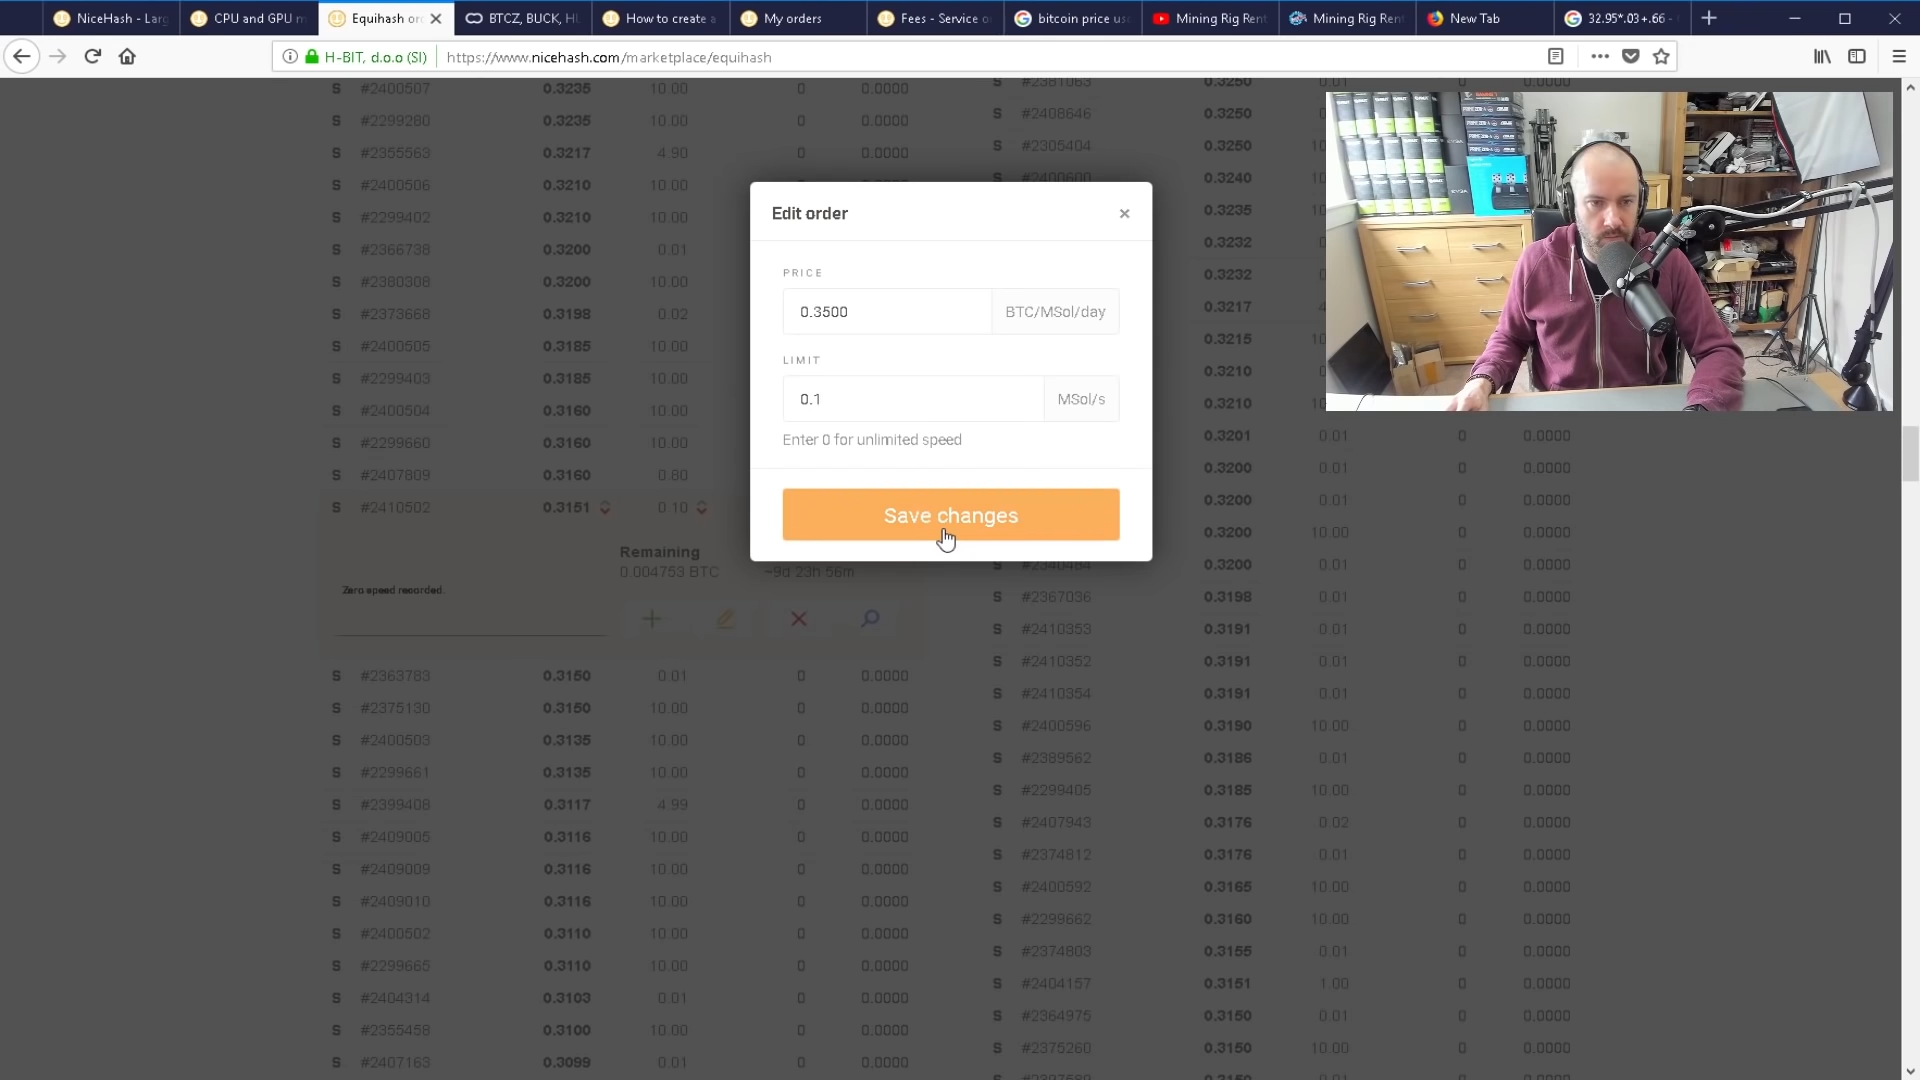 NiceHash - Larg
CPU and GPU m
Equihash or
BTCZ, BUCK, H
How to create a
My orders
Fees - Service o
bitcoin price us
Mining Rig Ren
Mining Rig Ren
New Tab
32.95*.03+.66 -
H-BIT, d.o.o (SI)
https://www.nicehash.com/marketplace/equihash
S #2400507 0.3235 10.00 0 0.0000
S #2299280 0.3235 10.00 0 0.0000
S #2355563 0.3217 4.90 0 0.0000
S #2400506 0.3210 10.00
S #2299402 0.3210 10.00
S #2366738 0.3200 0.01
S #2380308 0.3200 10.00
S #2373668 0.3198 0.02
S #2400505 0.3185 10.00
S #2299403 0.3185 10.00
S #2400504 0.3160 10.00
S #2299660 0.3160 10.00
S #2407809 0.3160 0.80
S #2410502 0.3151 0.10
Remaining
0.004753 BTC ~9d 23h 56m
Zero speed recorded.
S #2363783 0.3150 0.01 0 0.0000
S #2375130 0.3150 10.00 0 0.0000
S #2400503 0.3135 10.00 0 0.0000
S #2299661 0.3135 10.00 0 0.0000
S #2399408 0.3117 4.99 0 0.0000
S #2409005 0.3116 10.00 0 0.0000
S #2409009 0.3116 10.00 0 0.0000
S #2409010 0.3116 10.00 0 0.0000
S #2400502 0.3110 10.00 0 0.0000
S #2299665 0.3110 10.00 0 0.0000
S #2404314 0.3103 0.01 0 0.0000
S #2355458 0.3100 10.00 0 0.0000
S #2407163 0.3099 0.01 0 0.0000
Edit order
×
PRICE
0.3500 BTC/MSol/day
LIMIT
0.1 MSol/s
Enter 0 for unlimited speed
Save changes
S #2381063 0.3250 0.01 0 0.0000
S #2408646 0.3250
S #2305404 0.3250
S #2400600 0.3240
S 0.3235
S 0.3232
S 0.3232
S 0.3217
S 0.3215
S 0.3210
S 0.3210
0.3201 0.01 0 0.0000
0.3200 0.01 0 0.0000
0.3200 0.01 0 0.0000
0.3200 10.00 0 0.0000
S #2340484 0.3200 0.01 0 0.0000
S #2367036 0.3198 0.01 0 0.0000
S #2410353 0.3191 0.01 0 0.0000
S #2410352 0.3191 0.01 0 0.0000
S #2410354 0.3191 0.01 0 0.0000
S #2400596 0.3190 10.00 0 0.0000
S #2389562 0.3186 0.01 0 0.0000
S #2299405 0.3185 10.00 0 0.0000
S #2407943 0.3176 0.02 0 0.0000
S #2374812 0.3176 0.01 0 0.0000
S #2400592 0.3165 10.00 0 0.0000
S #2299662 0.3160 10.00 0 0.0000
S #2374803 0.3155 0.01 0 0.0000
S #2404157 0.3151 1.00 0 0.0000
S #2364975 0.3150 0.01 0 0.0000
S #2375260 0.3150 10.00 0 0.0000